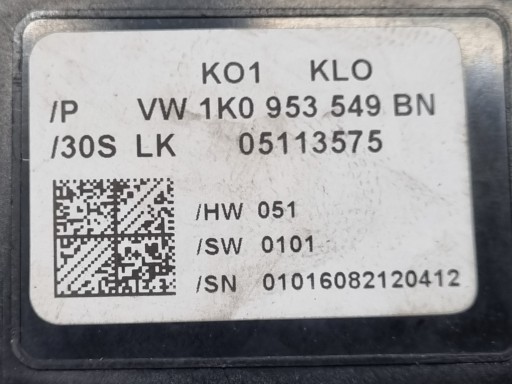 KO1 KLO
/P VW 1K0 953 549 BN
/30S LK 05113575
/HW 051
/SW 0101
/SN 01016082120412